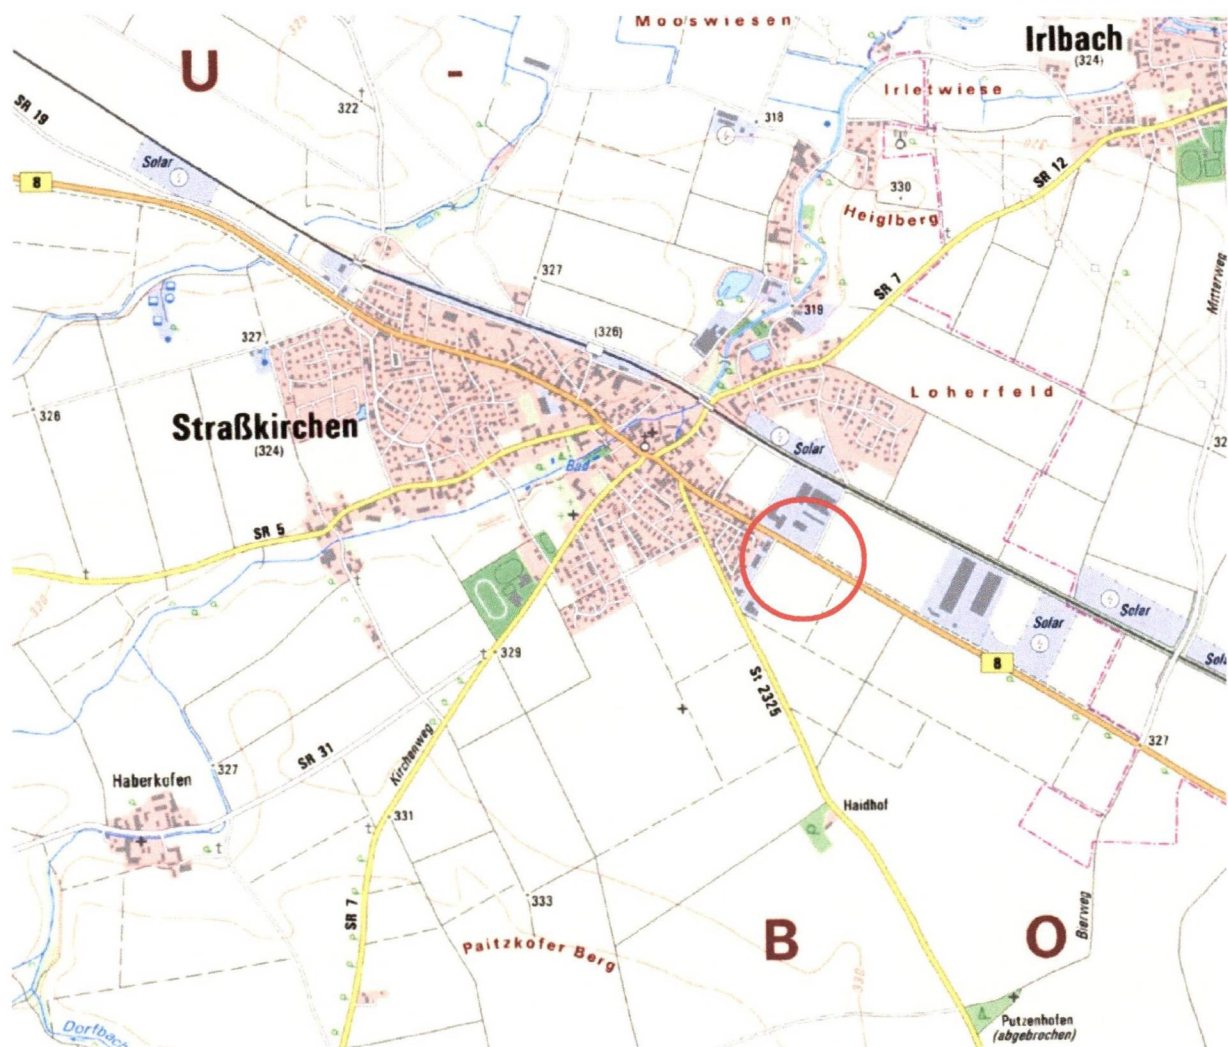 Mooswiesen
Irlbach
(324)
U -
Irletwiese
SR 19
322
318
Solar
330
SR 12
8
Heiglberg
Mitterweg
327
SR 7
319
(326)
327
326
Loherfeld
Straßkirchen
(324)
Solar
Bad
SR 5
330
Solar
Solar
329
8
St 2325
327
SR 31
Kirchenweg
Haberkofen
327
Haidhof
331
333
SR 7
B O
Bierweg
Paitzkofer Berg
330
Putzenhofen
(abgebrochen)
Dorfbach